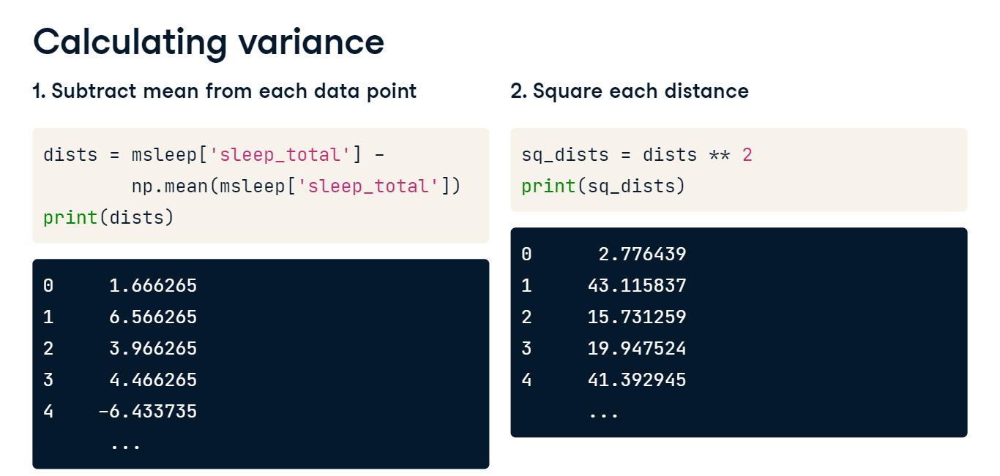 Calculating variance
1. Subtract mean from each data point
dists = msleep['sleep_total'] -
        np.mean(msleep['sleep_total'])
print(dists)
0     1.666265
1     6.566265
2     3.966265
3     4.466265
4    -6.433735
      ...
2. Square each distance
sq_dists = dists ** 2
print(sq_dists)
0      2.776439
1     43.115837
2     15.731259
3     19.947524
4     41.392945
      ...